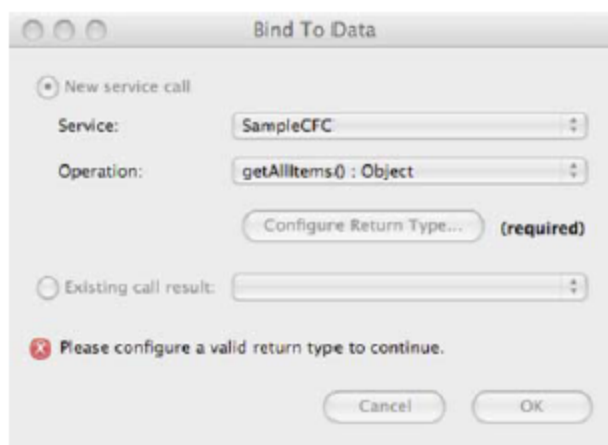 Bind To Data
New service call
Service: SampleCFC
Operation: getAllItems() : Object
Configure Return Type... (required)
Existing call result:
Please configure a valid return type to continue.
Cancel OK